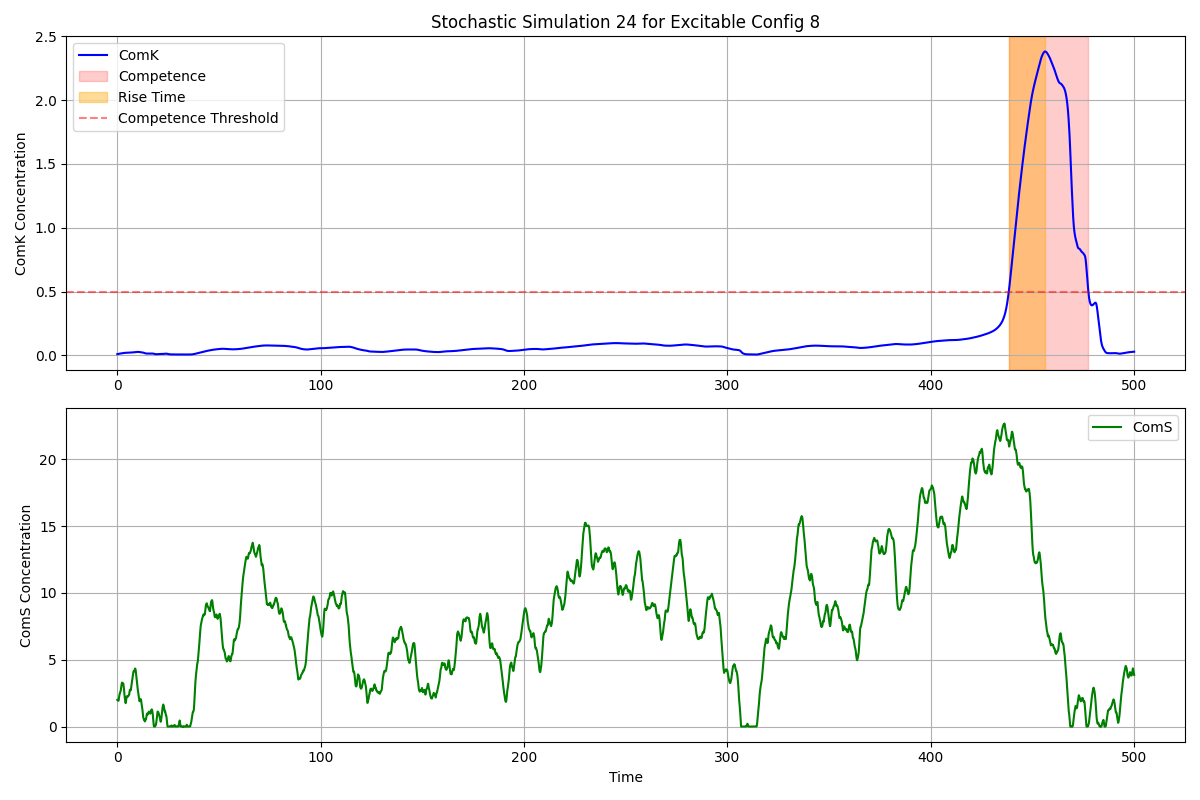 Stochastic Simulation 24 for Excitable Config 8
ComK Concentration
2.5
2.0
1.5
1.0
0.5
0.0
ComK
Competence
Rise Time
Competence Threshold
0
100
200
300
400
500
ComS Concentration
20
15
10
5
0
ComS
0
100
200
300
400
500
Time